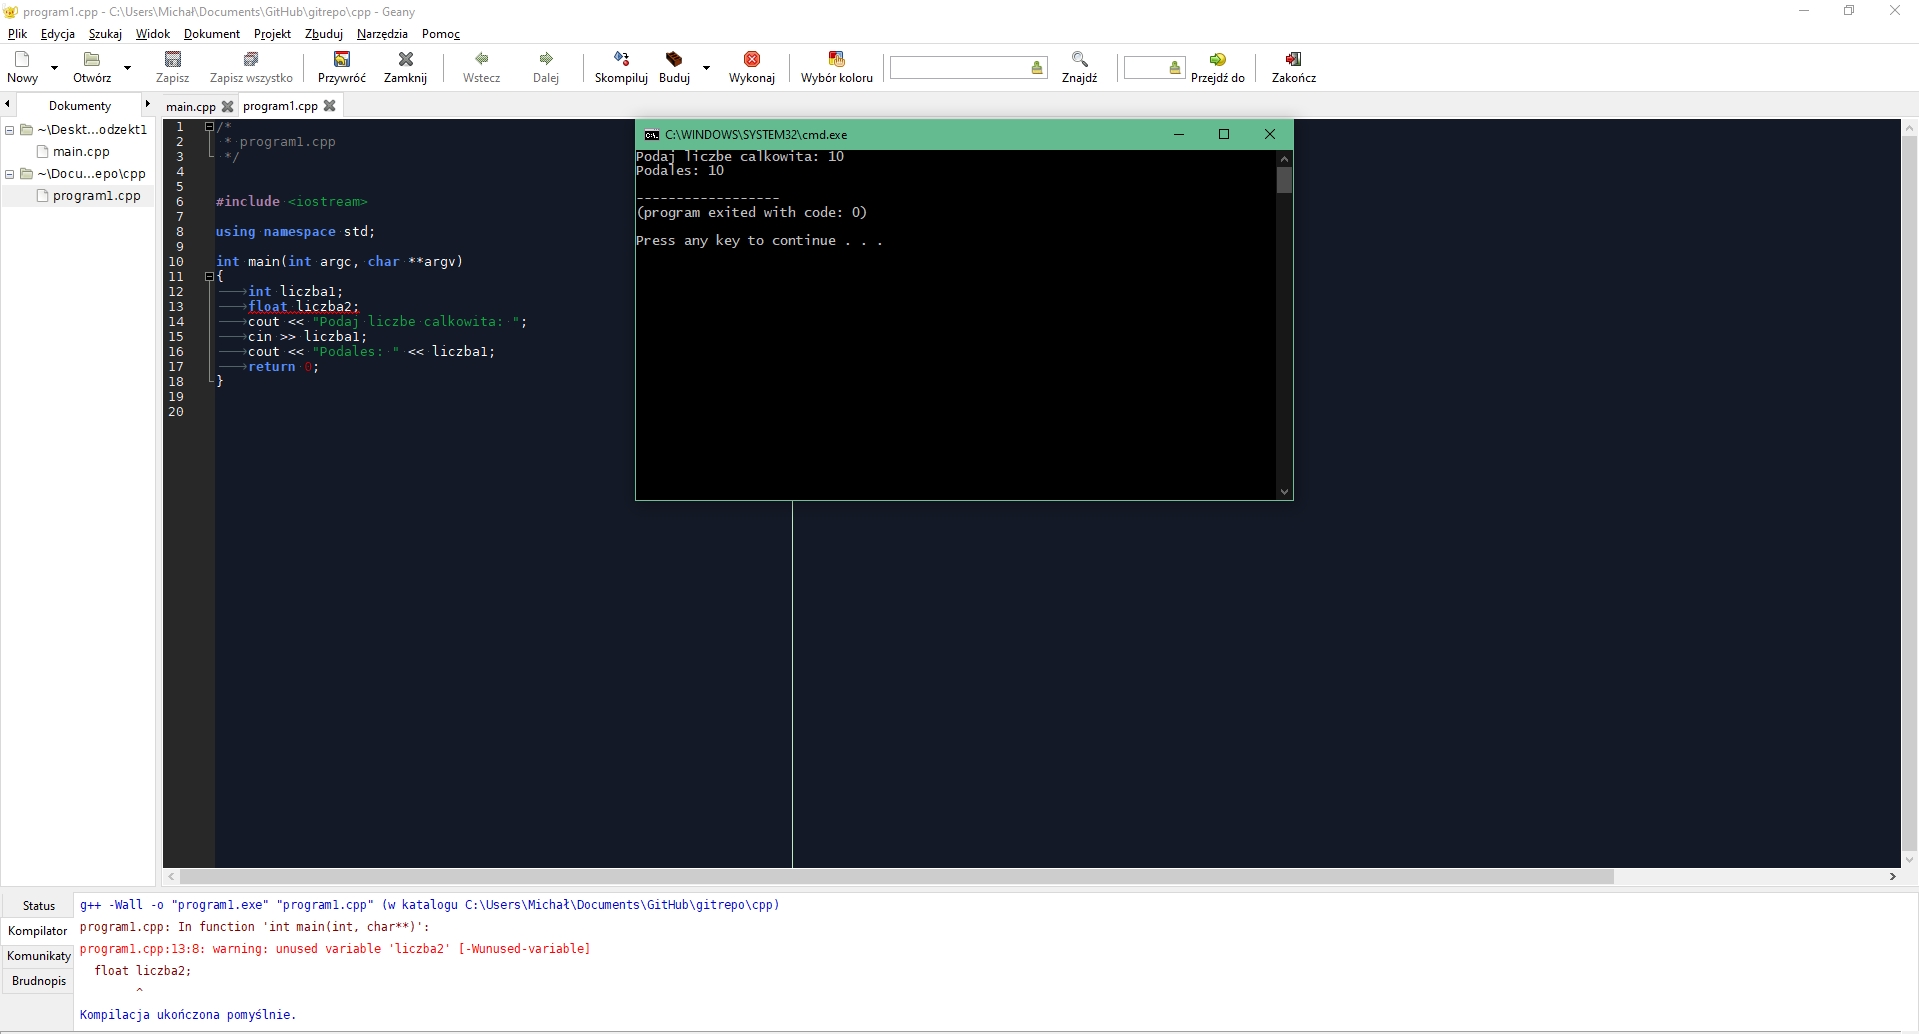 program1.cpp - C:\Users\Michał\Documents\GitHub\gitrepo\cpp - Geany
Plik Edycja Szukaj Widok Dokument Projekt Zbuduj Narzędzia Pomoc
Nowy Otwórz Zapisz Zapisz wszystko Przywróć Zamknij Wstecz Dalej Skompiluj Buduj Wykonaj Wybór koloru Znajdź Przejdź do Zakończ
Dokumenty
~\Deskt...odzekt1
main.cpp
~\Docu...epo\cpp
program1.cpp
main.cpp program1.cpp
1 /*
2 * program1.cpp
3 */
4
5
6 #include <iostream>
7
8 using namespace std;
9
10 int main(int argc, char **argv)
11 {
12 int liczba1;
13 float liczba2;
14 cout << "Podaj liczbe calkowita: ";
15 cin >> liczba1;
16 cout << "Podales: " << liczba1;
17 return 0;
18 }
19
20
C:\WINDOWS\SYSTEM32\cmd.exe
Podaj liczbe calkowita: 10
Podales: 10
------------------
(program exited with code: 0)
Press any key to continue . . .
Status
Kompilator
Komunikaty
Brudnopis
g++ -Wall -o "program1.exe" "program1.cpp" (w katalogu C:\Users\Michał\Documents\GitHub\gitrepo\cpp)
program1.cpp: In function 'int main(int, char**)':
program1.cpp:13:8: warning: unused variable 'liczba2' [-Wunused-variable]
float liczba2;
^
Kompilacja ukończona pomyślnie.